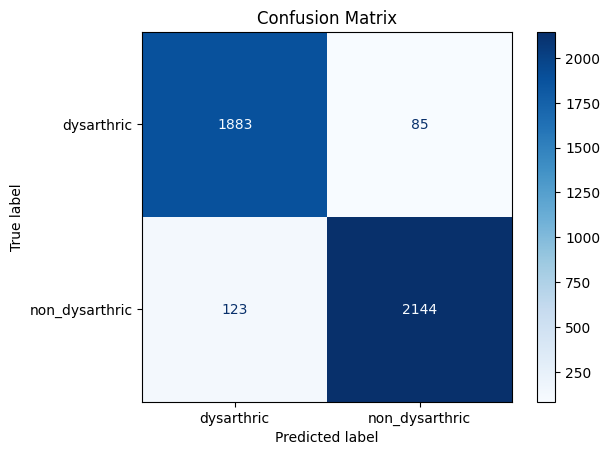 Confusion Matrix
True label
dysarthric
1883
85
non_dysarthric
123
2144
dysarthric
non_dysarthric
Predicted label
2000
1750
1500
1250
1000
750
500
250